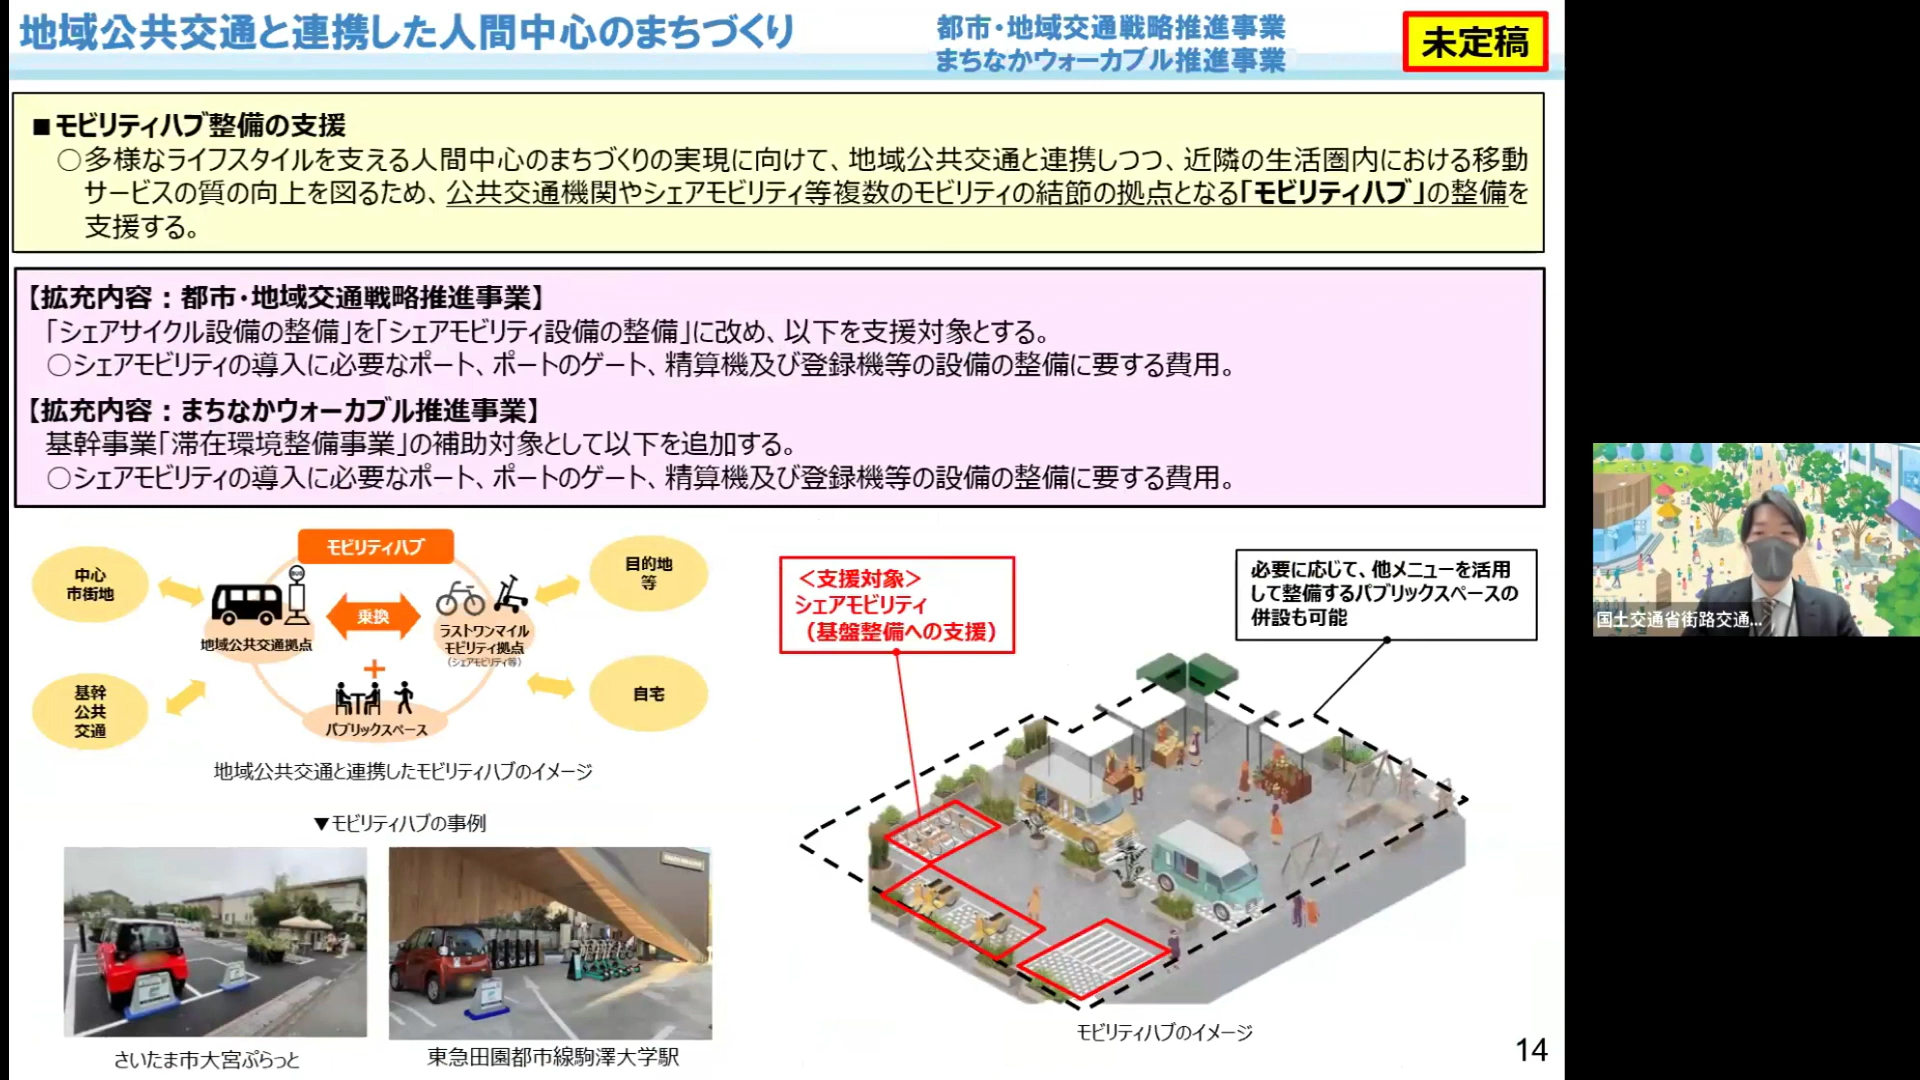 地域公共交通と連携した人間中心のまちづくり
都市・地域交通戦略推進事業
まちなかウォーカブル推進事業
未定稿
■モビリティハブ整備の支援
○多様なライフスタイルを支える人間中心のまちづくりの実現に向けて、地域公共交通と連携しつつ、近隣の生活圏内における移動
サービスの質の向上を図るため、公共交通機関やシェアモビリティ等複数のモビリティの結節の拠点となる「モビリティハブ」の整備を
支援する。
【拡充内容：都市・地域交通戦略推進事業】
「シェアサイクル設備の整備」を「シェアモビリティ設備の整備」に改め、以下を支援対象とする。
○シェアモビリティの導入に必要なポート、ポートのゲート、精算機及び登録機等の設備の整備に要する費用。
【拡充内容：まちなかウォーカブル推進事業】
基幹事業「滞在環境整備事業」の補助対象として以下を追加する。
○シェアモビリティの導入に必要なポート、ポートのゲート、精算機及び登録機等の設備の整備に要する費用。
モビリティハブ
中心
市街地
目的地
等
BUS
乗換
地域公共交通拠点
ラストワンマイル
モビリティ拠点
（シェアモビリティ等）
+
基幹
公共
交通
自宅
パブリックスペース
地域公共交通と連携したモビリティハブのイメージ
▼モビリティハブの事例
さいたま市大宮ぷらっと
東急田園都市線駒澤大学駅
＜支援対象＞
シェアモビリティ
（基盤整備への支援）
必要に応じて、他メニューを活用
して整備するパブリックスペースの
併設も可能
モビリティハブのイメージ
14
国土交通省街路交通...